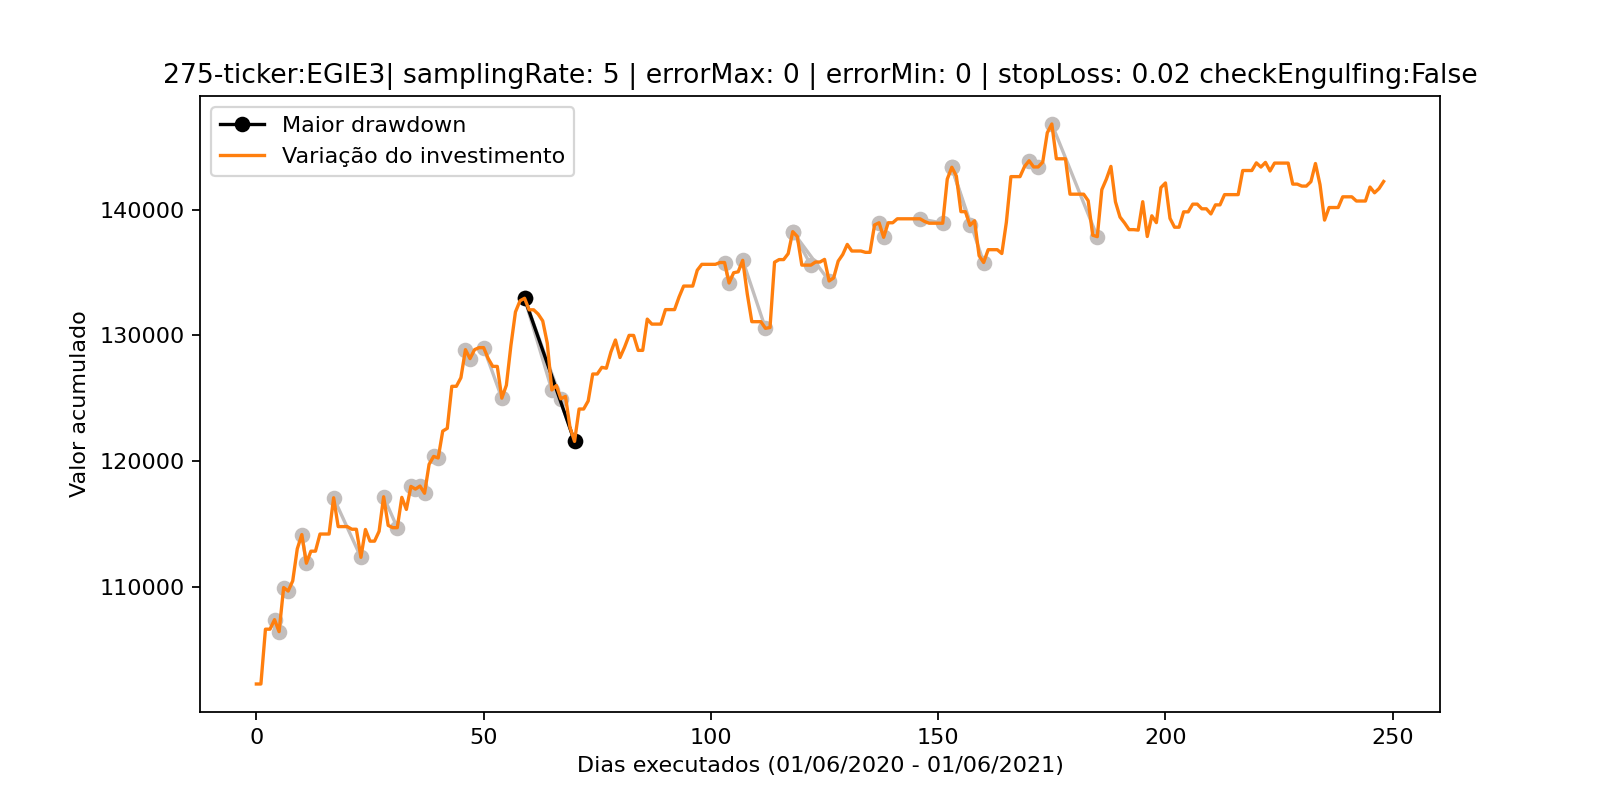 275-ticker:EGIE3| samplingRate: 5 | errorMax: 0 | errorMin: 0 | stopLoss: 0.02 checkEngulfing:False
Maior drawdown
Variação do investimento
Valor acumulado
140000
130000
120000
110000
0 50 100 150 200 250
Dias executados (01/06/2020 - 01/06/2021)